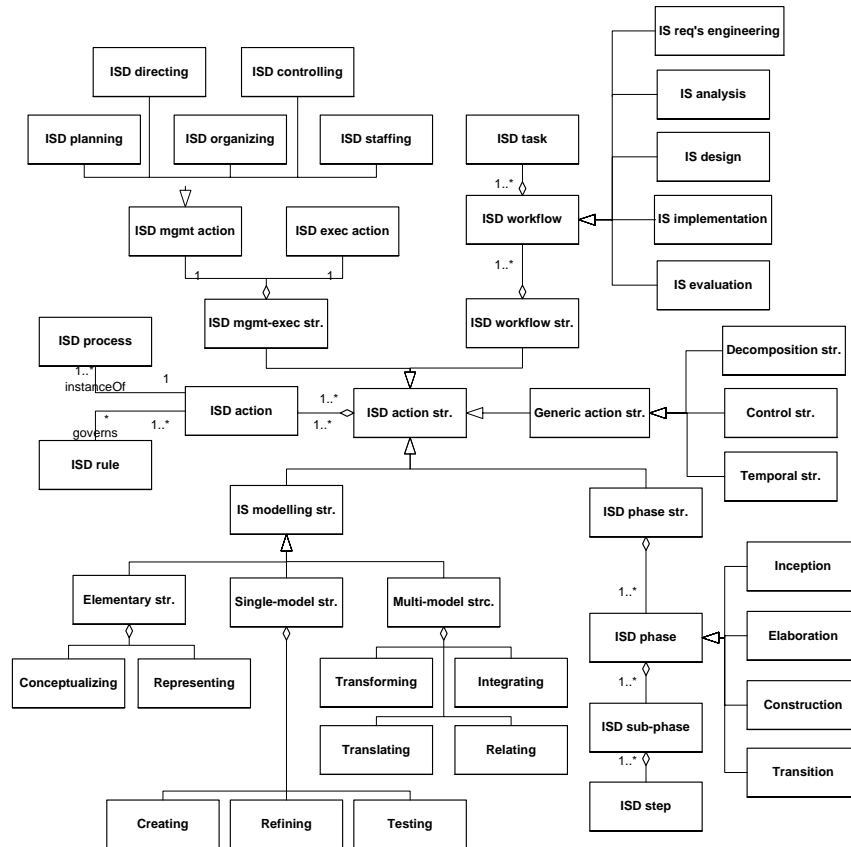 IS req's engineering
ISD directing
ISD controlling
IS analysis
ISD planning
ISD organizing
ISD staffing
ISD task
IS design
1..*
ISD mgmt action
ISD exec action
ISD workflow
IS implementation
1
1
1..*
IS evaluation
ISD mgmt-exec str.
ISD workflow str.
ISD process
Decomposition str.
1..*
instanceOf
1
ISD action
1..*
1..*
ISD action str.
Generic action str.
Control str.
*
governs
1..*
ISD rule
Temporal str.
IS modelling str.
ISD phase str.
Inception
Elementary str.
Single-model str.
Multi-model strc.
1..*
ISD phase
Elaboration
Conceptualizing
Representing
Transforming
Integrating
1..*
Construction
ISD sub-phase
Translating
Relating
1..*
Transition
ISD step
Creating
Refining
Testing